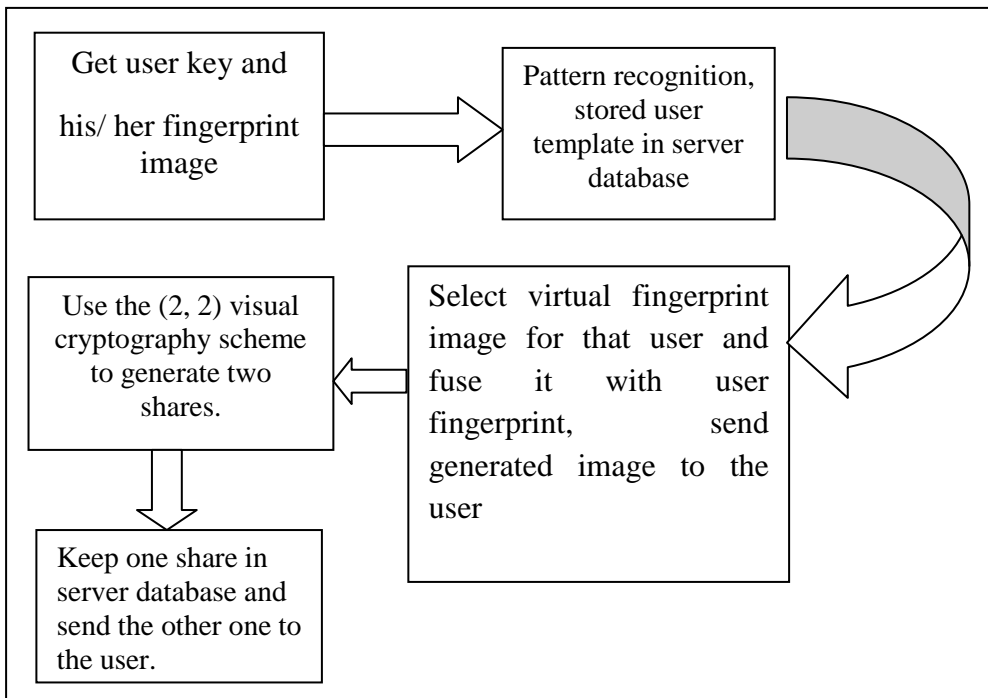 Get user key and
his/ her fingerprint
image
Pattern recognition,
stored user
template in server
database
Select virtual fingerprint
image for that user and
fuse it with user
fingerprint, send
generated image to the
user
Use the (2, 2) visual
cryptography scheme
to generate two
shares.
Keep one share in
server database and
send the other one to
the user.